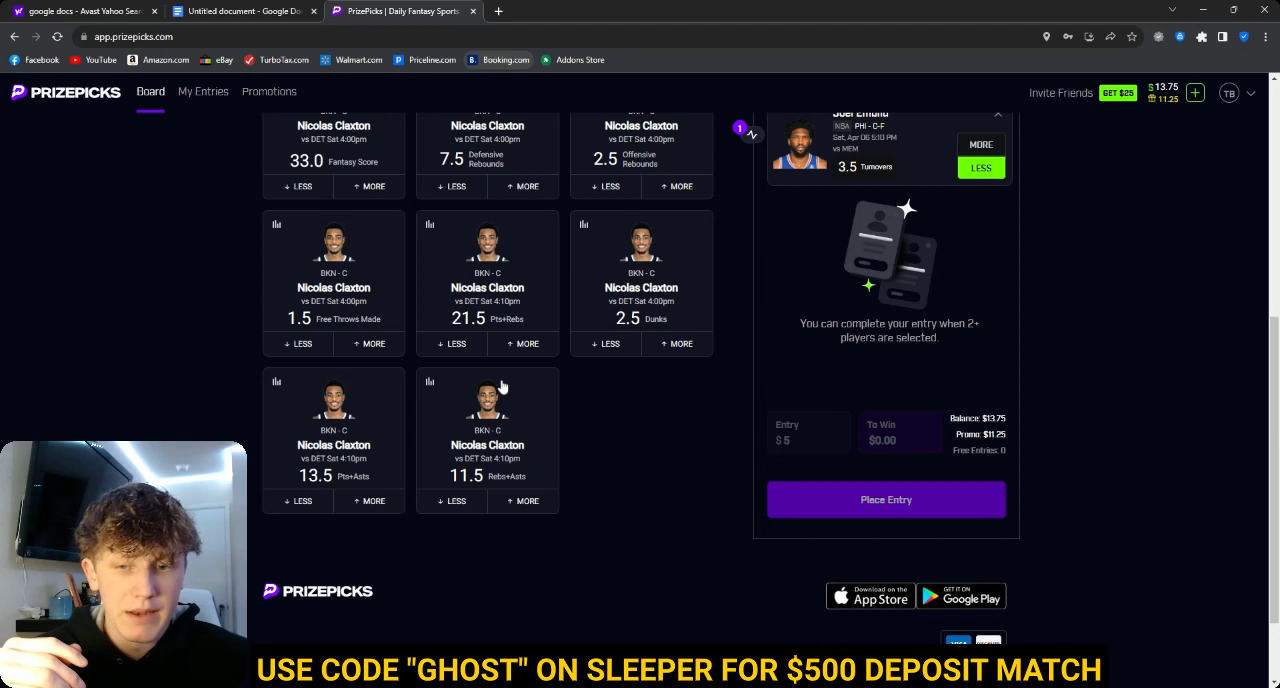 google docs - Avast Yahoo Sear
Untitled document - Google Do
PrizePicks | Daily Fantasy Sports
app.prizepicks.com
Facebook
YouTube
Amazon.com
eBay
TurboTax.com
Walmart.com
Priceline.com
Booking.com
Addons Store
PRIZEPICKS
Board
My Entries
Promotions
Invite Friends
GET $25
$ 13.75
11.25
TB
Nicolas Claxton
vs DET Sat 4:00pm
33.0 Fantasy Score
↓ LESS
↑ MORE
Nicolas Claxton
vs DET Sat 4:00pm
7.5 Defensive Rebounds
↓ LESS
↑ MORE
Nicolas Claxton
vs DET Sat 4:00pm
2.5 Offensive Rebounds
↓ LESS
↑ MORE
BKN - C
Nicolas Claxton
vs DET Sat 4:00pm
1.5 Free Throws Made
↓ LESS
↑ MORE
BKN - C
Nicolas Claxton
vs DET Sat 4:10pm
21.5 Pts+Rebs
↓ LESS
↑ MORE
BKN - C
Nicolas Claxton
vs DET Sat 4:00pm
2.5 Dunks
↓ LESS
↑ MORE
BKN - C
Nicolas Claxton
vs DET Sat 4:10pm
13.5 Pts+Asts
↓ LESS
↑ MORE
BKN - C
Nicolas Claxton
vs DET Sat 4:10pm
11.5 Rebs+Asts
↓ LESS
↑ MORE
1
Joel Embiid
NBA PHI - C-F
Sat, Apr 06 5:10 PM
vs MEM
3.5 Turnovers
MORE
LESS
You can complete your entry when 2+
players are selected.
Entry
$ 5
To Win
$0.00
Balance: $13.75
Promo: $11.25
Free Entries: 0
Place Entry
PRIZEPICKS
Download on the
App Store
GET IT ON
Google Play
USE CODE "GHOST" ON SLEEPER FOR $500 DEPOSIT MATCH